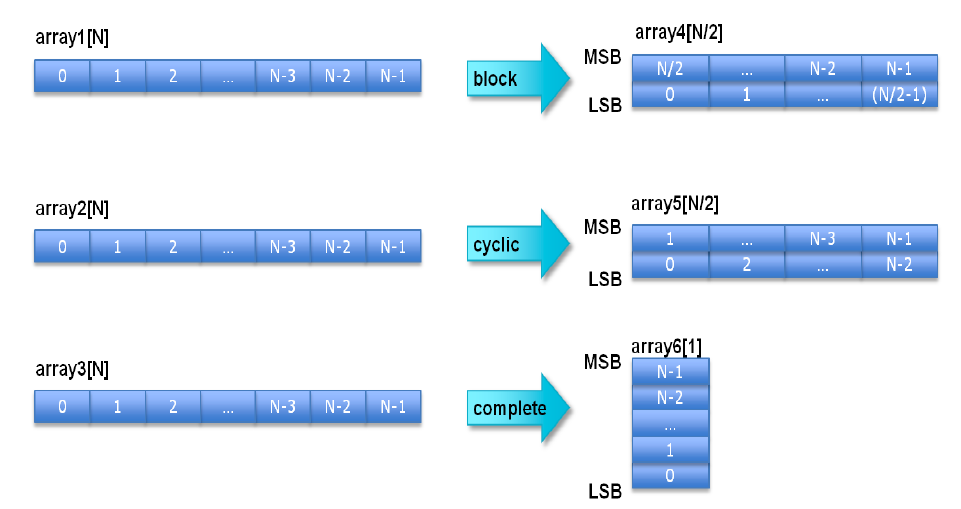 array1[N]
0 1 2 ... N-3 N-2 N-1
block
array4[N/2]
MSB
N/2 ... N-2 N-1
0 1 ... (N/2-1)
LSB
array2[N]
0 1 2 ... N-3 N-2 N-1
cyclic
array5[N/2]
MSB
1 ... N-3 N-1
0 2 ... N-2
LSB
array3[N]
0 1 2 ... N-3 N-2 N-1
complete
array6[1]
MSB
N-1
N-2
...
1
0
LSB